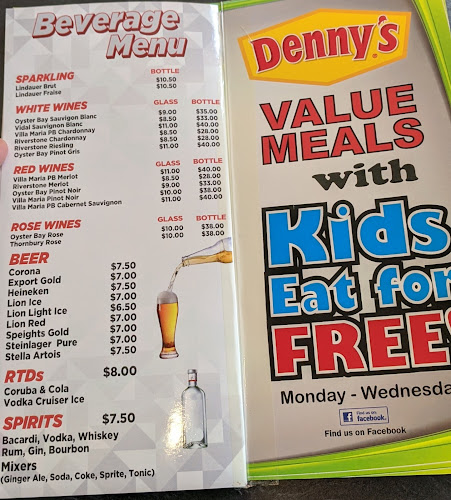 Beverage
Menu
SPARKLING BOTTLE
Lindauer Brut $10.50
Lindauer Fraise $10.50
WHITE WINES GLASS BOTTLE
Oyster Bay Sauvigon Blanc $9.00 $35.00
Vidal Sauvignon Blanc $8.50 $33.00
Villa Maria PB Chardonnay $11.00 $40.00
Riverstone Chardonnay $8.50 $28.00
Riverstone Riesling $8.50 $28.00
Oyster Bay Pinot Gris $11.00 $40.00
RED WINES GLASS BOTTLE
Villa Maria PB Merlot $11.00 $40.00
Riverstone Merlot $8.50 $28.00
Oyster Bay Pinot Noir $9.00 $33.00
Villa Maria Pinot Noir $10.00 $38.00
Villa Maria PB Cabernet Sauvignon $11.00 $40.00
ROSE WINES GLASS BOTTLE
Oyster Bay Rose $10.00 $38.00
Thornbury Rose $10.00 $38.00
BEER
Corona $7.50
Export Gold $7.00
Heineken $7.50
Lion Ice $7.00
Lion Light Ice $6.50
Lion Red $7.00
Speights Gold $7.00
Steinlager Pure $7.00
Stella Artois $7.50
RTDs $8.00
Coruba & Cola
Vodka Cruiser Ice
SPIRITS $7.50
Bacardi, Vodka, Whiskey
Rum, Gin, Bourbon
Mixers
(Ginger Ale, Soda, Coke, Sprite, Tonic)
Denny's
VALUE
MEALS
with
Kids
Eat for
FREE
Monday - Wednesda
Find us on
facebook.
Find us on Facebook